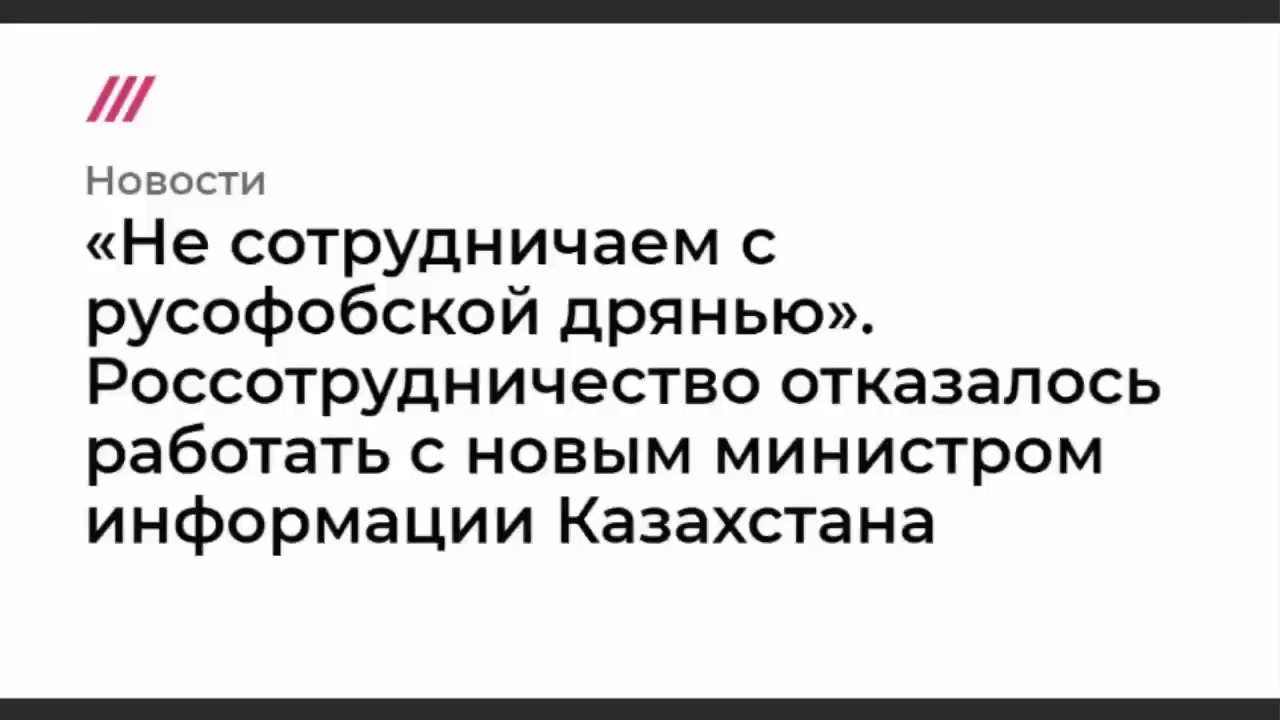 Новости
«Не сотрудничаем с
русофобской дрянью».
Россотрудничество отказалось
работать с новым министром
информации Казахстана